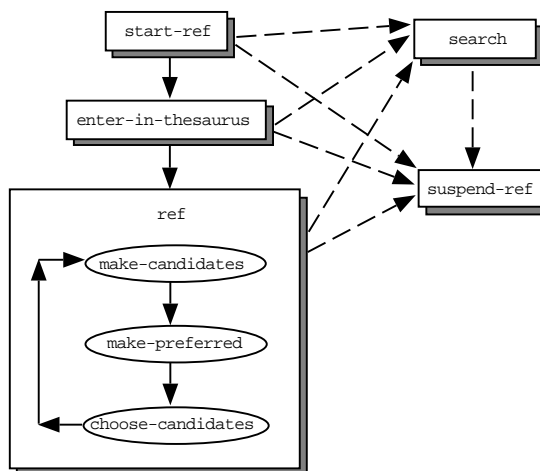 start-ref
search
enter-in-thesaurus
suspend-ref
ref
make-candidates
make-preferred
choose-candidates